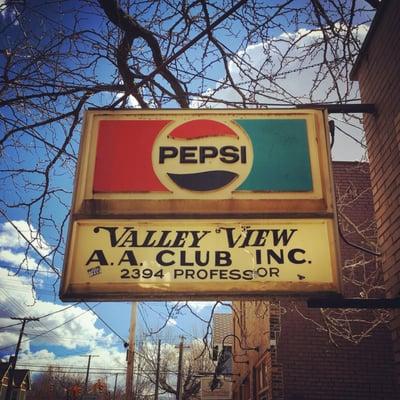 PEPSI
VALLEY VIEW
A.A. CLUB INC.
2394 PROFESSOR